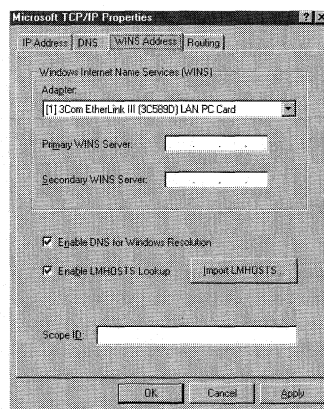 Microsoft TCP/IP Properties
IP Address DNS WINS Address Routing
Windows Internet Name Services (WINS)
Adapter:
[1] 3Com EtherLink III (3C589D) LAN PC Card
Primary WINS Server:
Secondary WINS Server:
Enable DNS for Windows Resolution
Enable LMHOSTS Lookup Import LMHOSTS...
Scope ID:
OK Cancel Apply